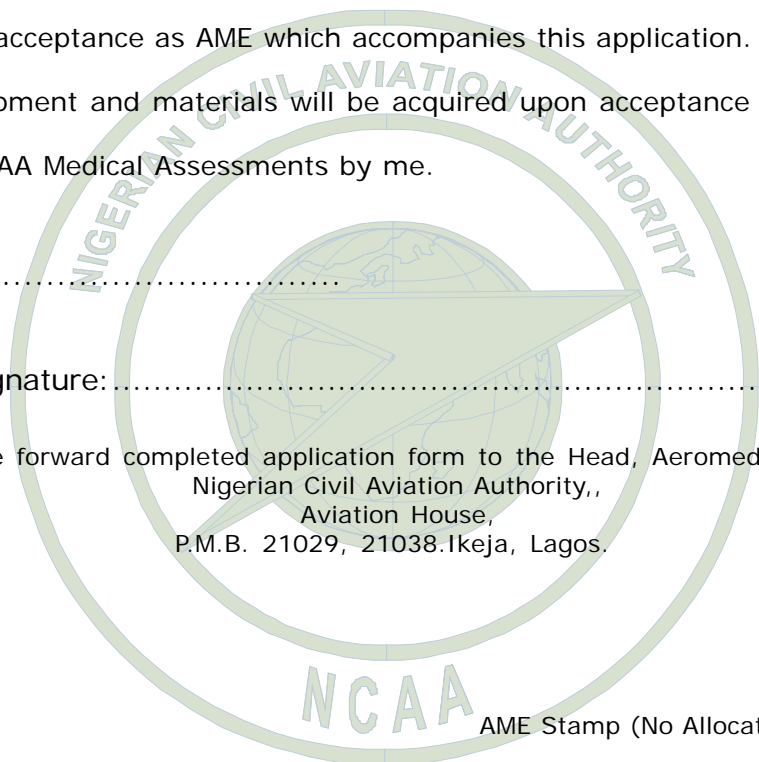 acceptance as AME which accompanies this application.
pment and materials will be acquired upon acceptance
AA Medical Assessments by me.
...............................
gnature:..................................................................
e forward completed application form to the Head, Aeromed
Nigerian Civil Aviation Authority,,
Aviation House,
P.M.B. 21029, 21038.Ikeja, Lagos.
NIGERIAN CIVIL AVIATION AUTHORITY
NCAA
AME Stamp (No Allocat